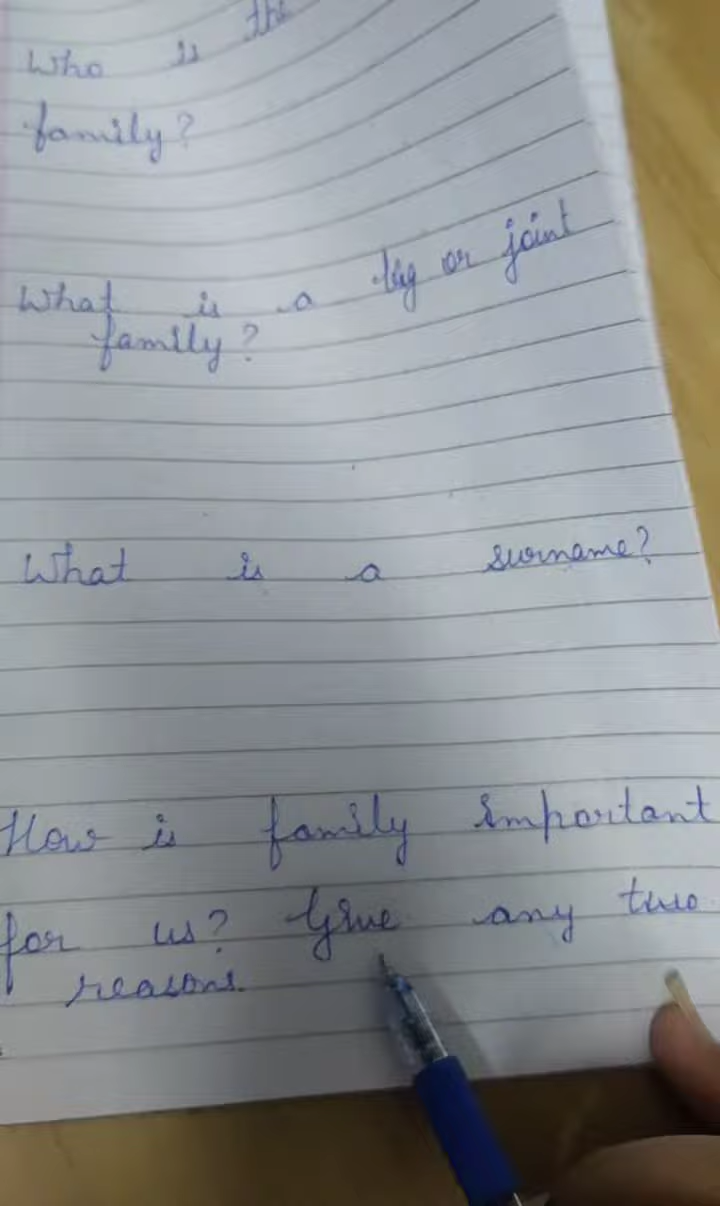 Who is the
family?
What is a big or joint
family?
What is a surname?
How is family important
for us? Give any two
reasons.